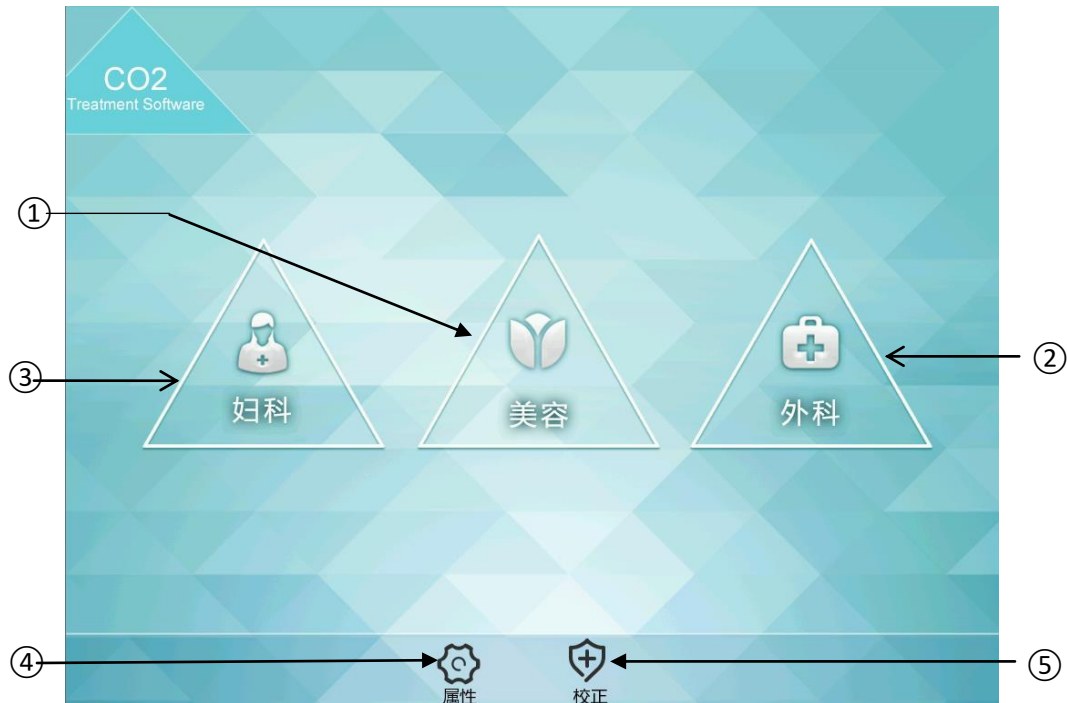 CO2
Treatment Software
①
③
妇科
美容
外科
②
④
属性
校正
⑤